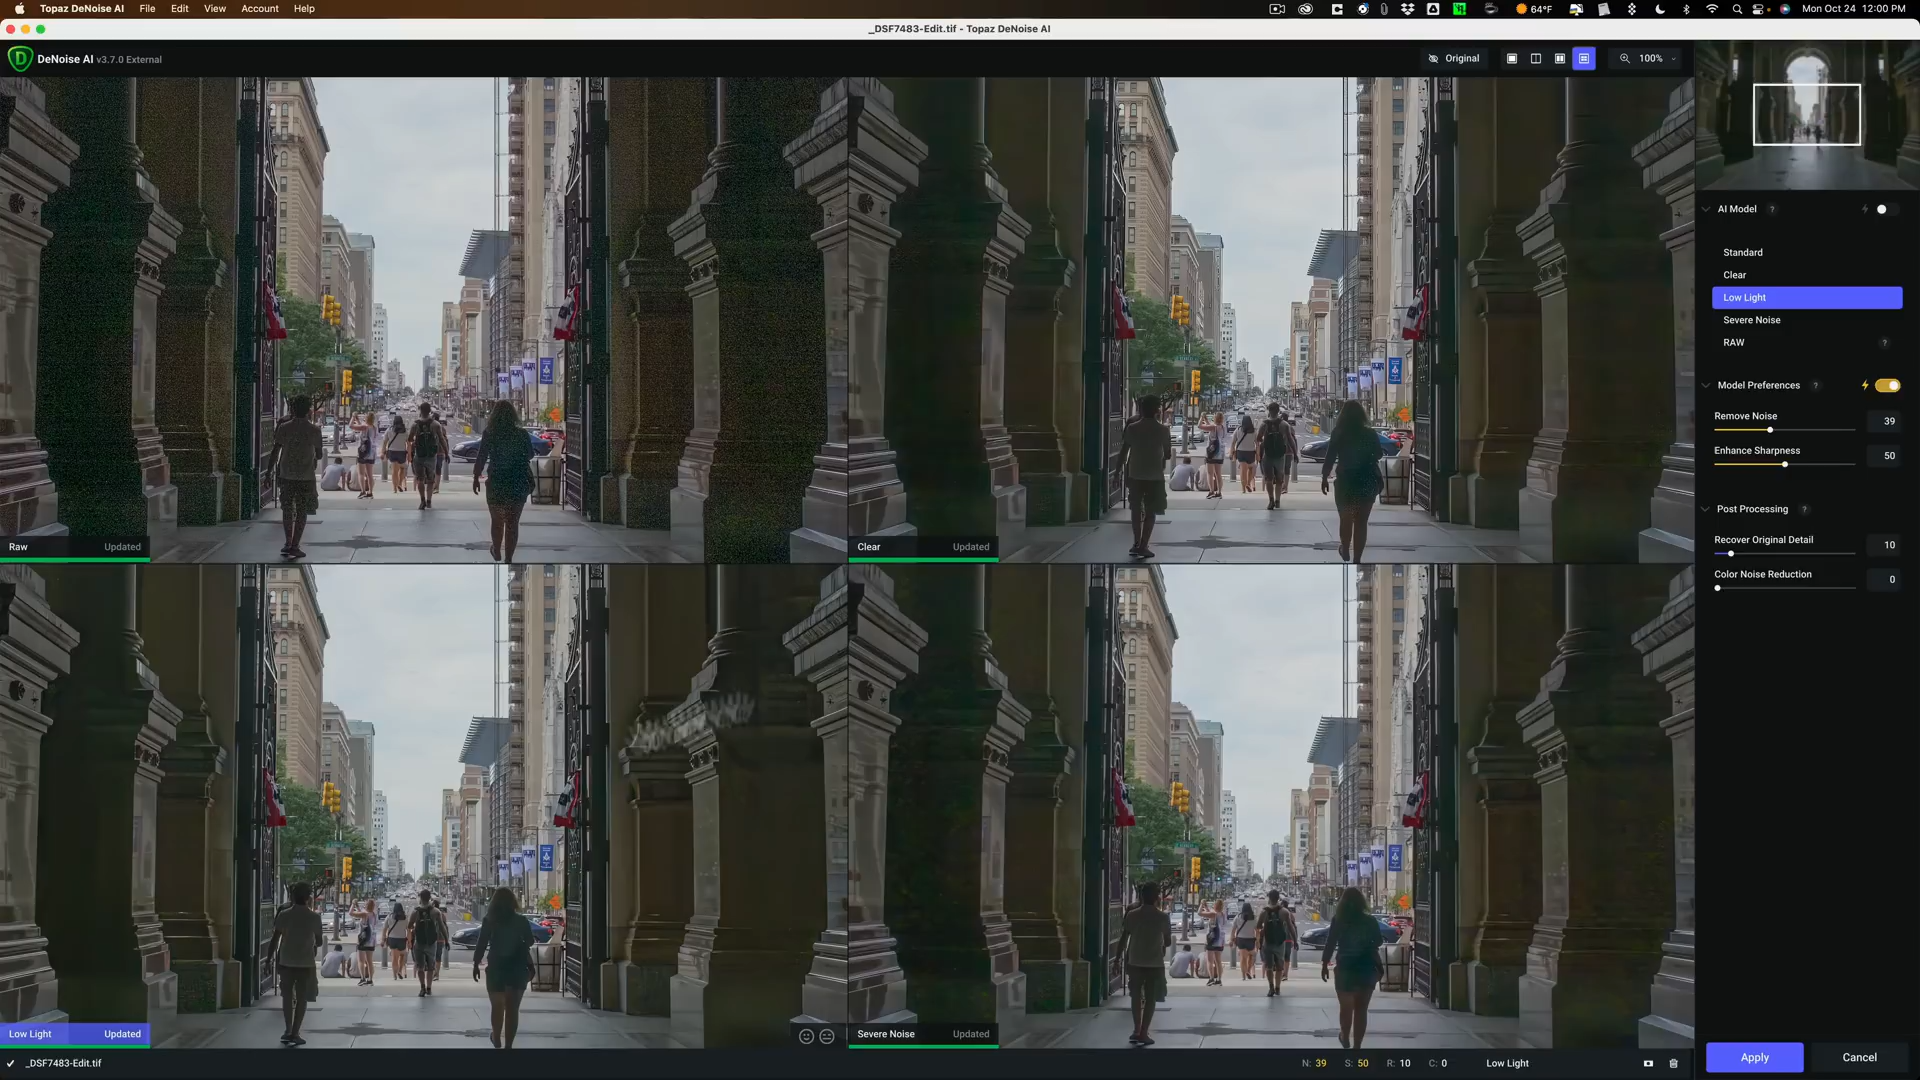 Topaz DeNoise AI File Edit View Account Help
64°F Mon Oct 24 12:00 PM
_DSF7483-Edit.tif - Topaz DeNoise AI
DeNoise AI v3.7.0 External
Original
100%
AI Model ?
Standard
Clear
Low Light
Severe Noise
RAW ?
Model Preferences ?
Remove Noise 39
Enhance Sharpness 50
Post Processing ?
Recover Original Detail 10
Color Noise Reduction 0
Raw Updated
Clear Updated
Low Light Updated
Severe Noise Updated
_DSF7483-Edit.tif
N: 39 S: 50 R: 10 C: 0 Low Light
Apply Cancel